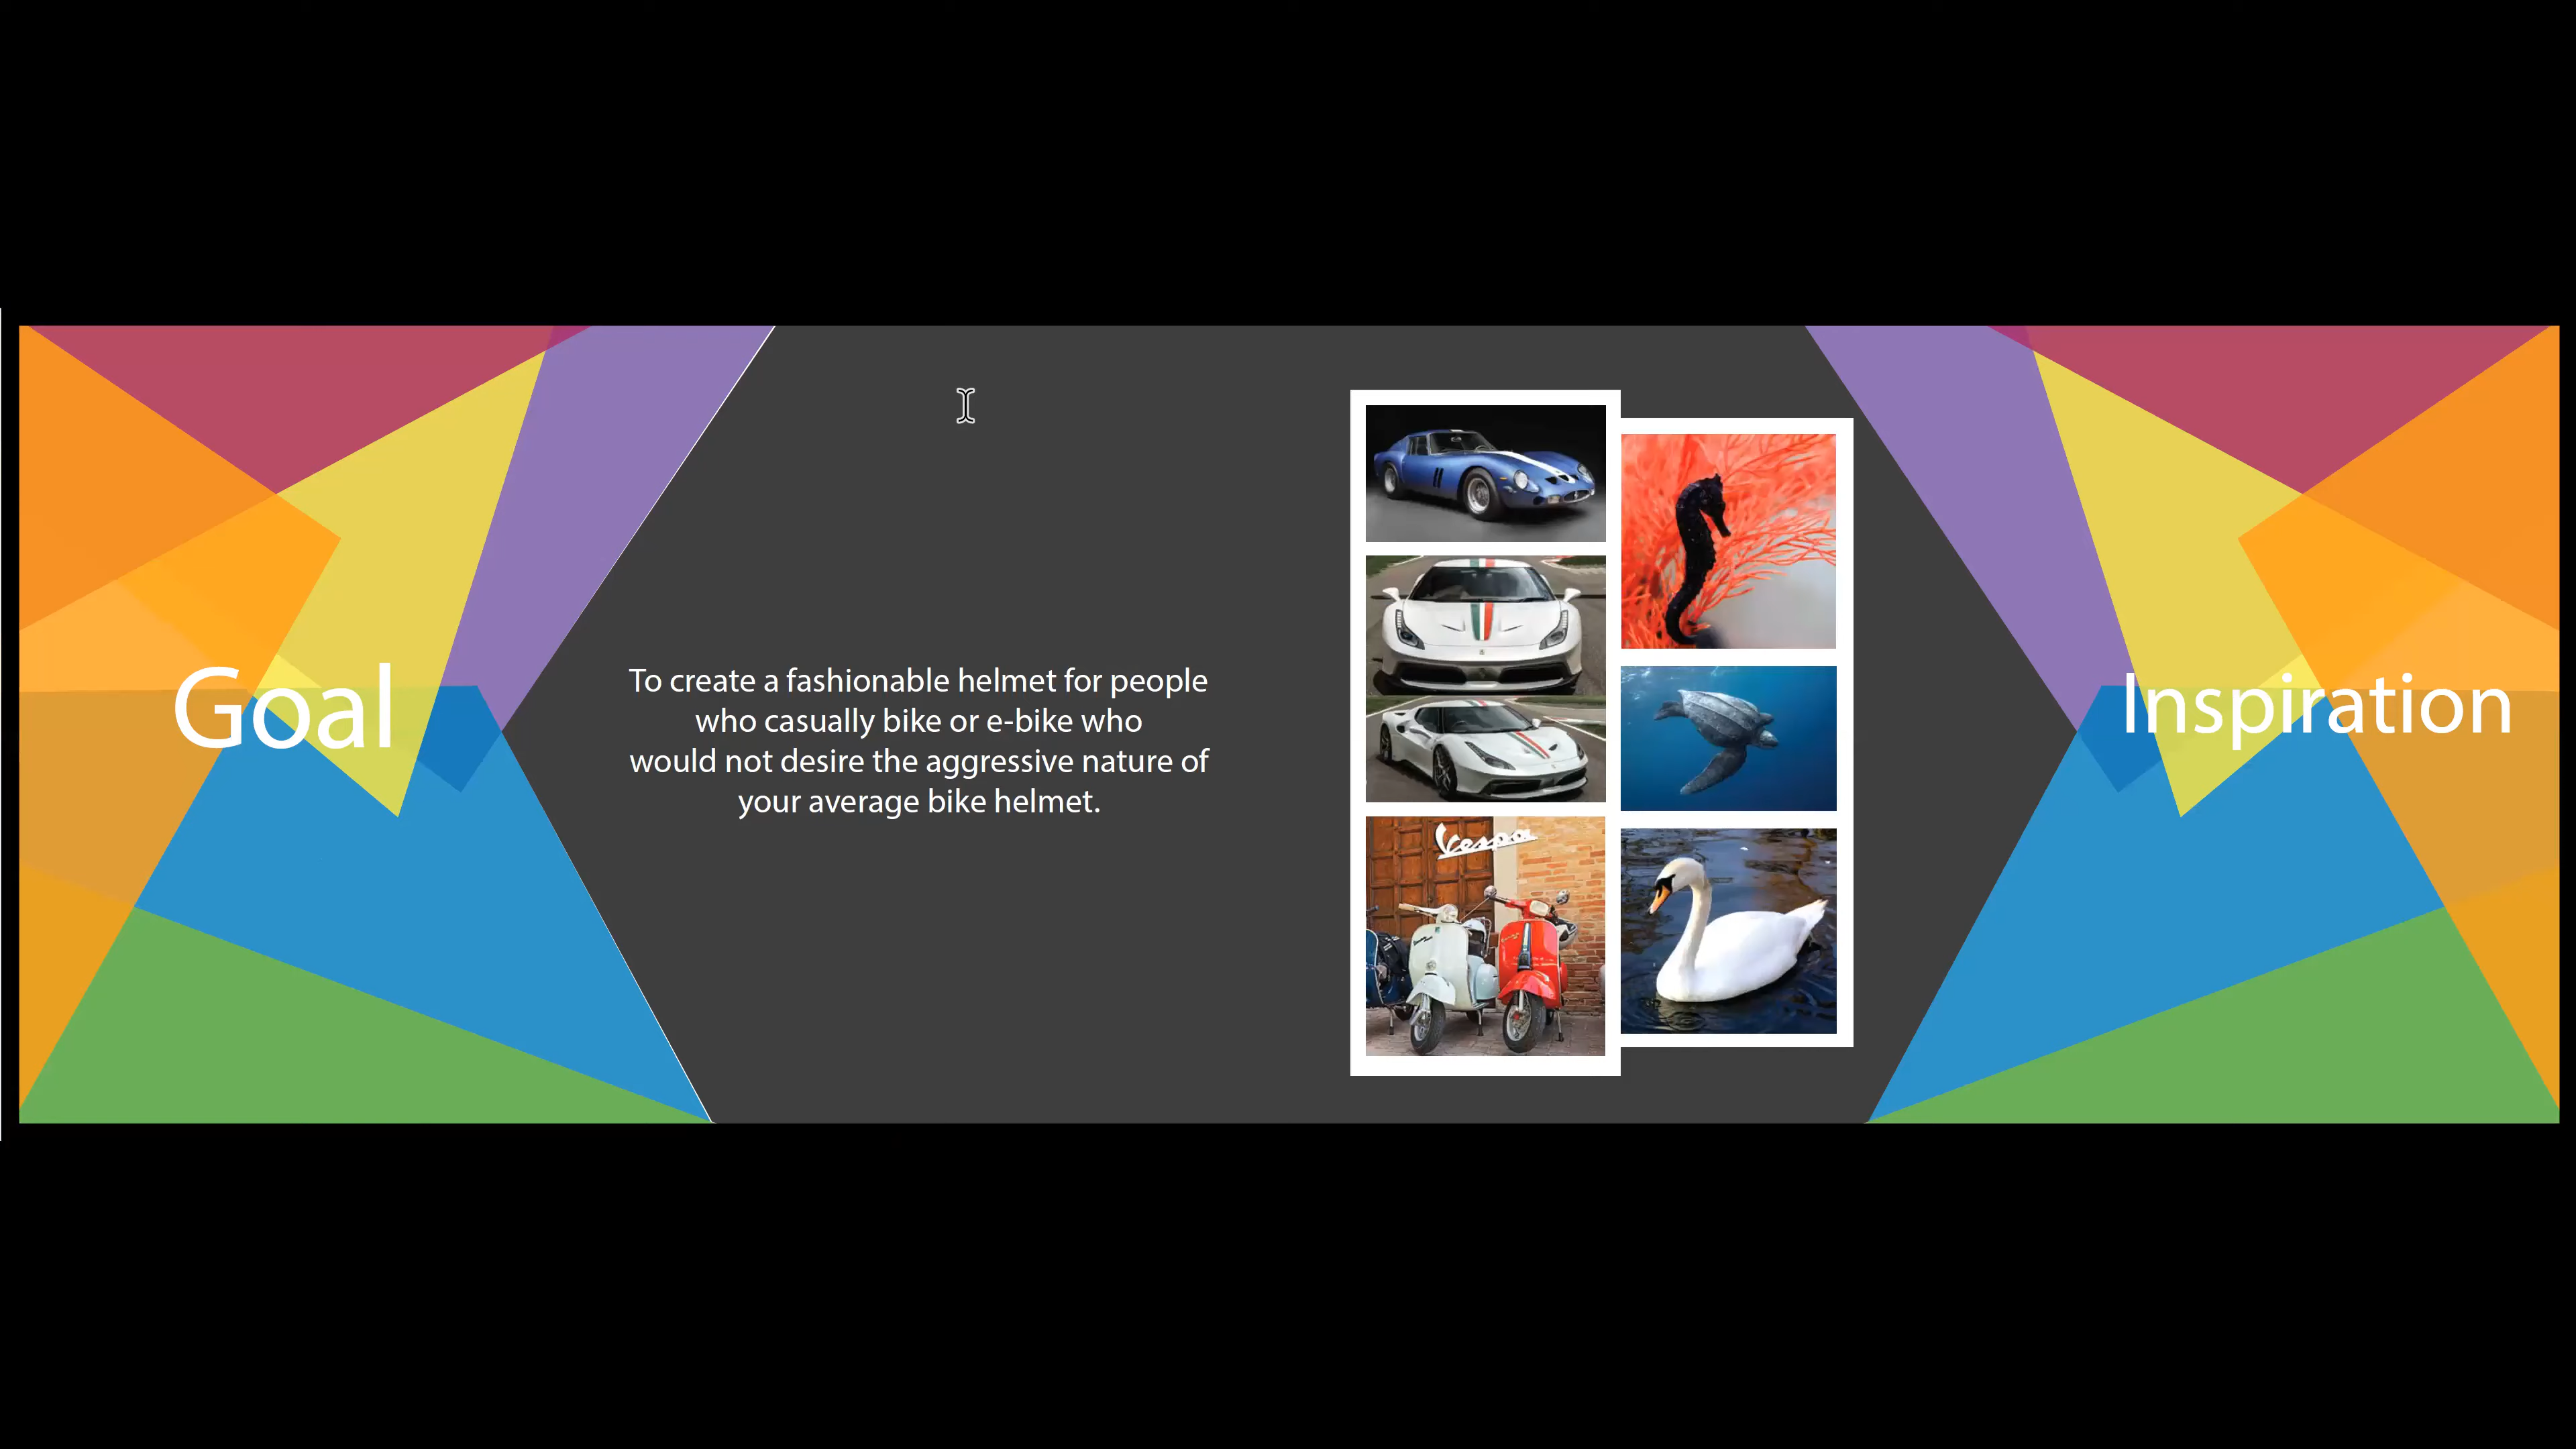 Goal
To create a fashionable helmet for people
who casually bike or e-bike who
would not desire the aggressive nature of
your average bike helmet.
Vespa
Inspiration